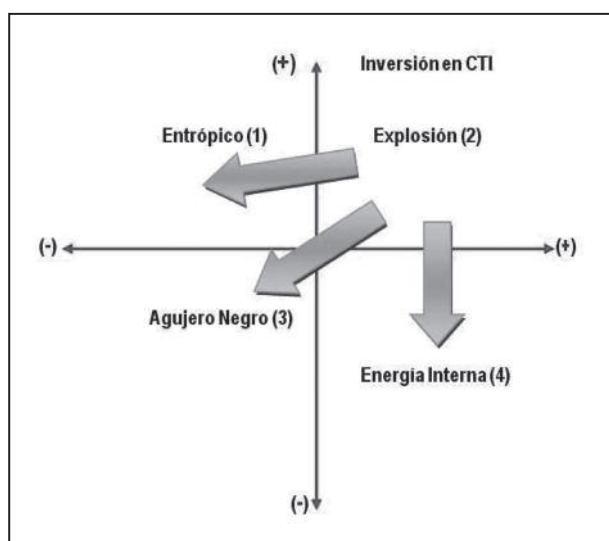 (+) Inversión en CTI
Entrópico (1) Explosión (2)
(-) (+)
Agujero Negro (3)
Energía Interna (4)
(-)